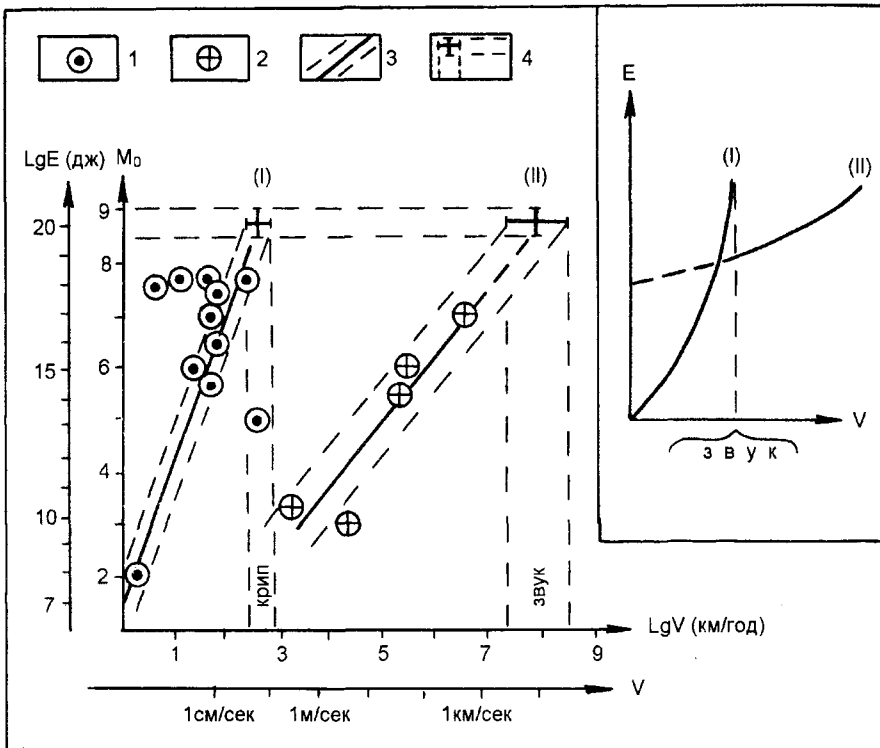 1 2 3 4
LgE (дж) M₀ (I) (II)
20 15 10 7
9 8 6 4 2
крип
звук
1 3 5 7 9 LgV (км/год)
V
1см/сек 1м/сек 1км/сек
E
(I) (II)
V
звук